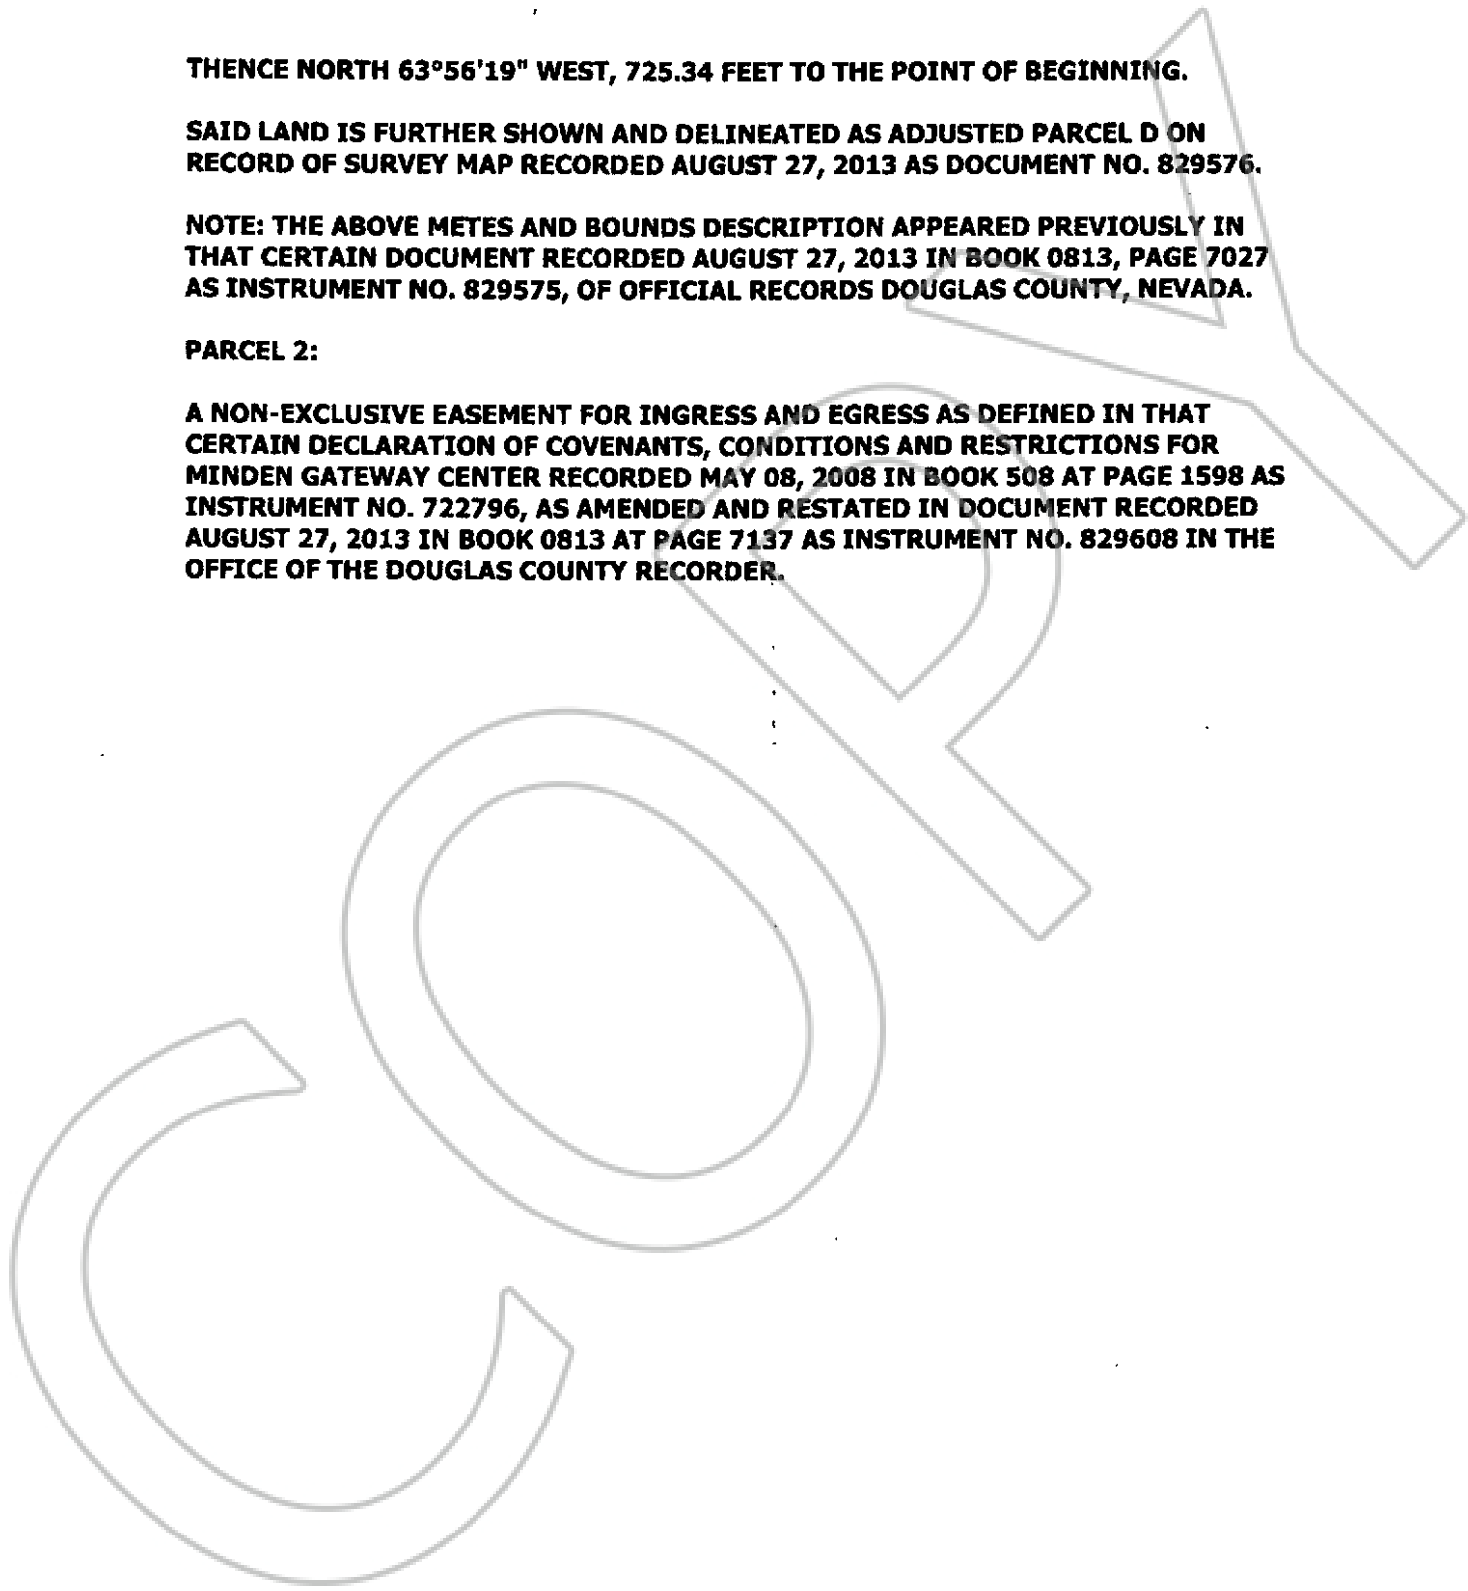 THENCE NORTH 63°56'19" WEST, 725.34 FEET TO THE POINT OF BEGINNING.
SAID LAND IS FURTHER SHOWN AND DELINEATED AS ADJUSTED PARCEL D ON
RECORD OF SURVEY MAP RECORDED AUGUST 27, 2013 AS DOCUMENT NO. 829576.
NOTE: THE ABOVE METES AND BOUNDS DESCRIPTION APPEARED PREVIOUSLY IN
THAT CERTAIN DOCUMENT RECORDED AUGUST 27, 2013 IN BOOK 0813, PAGE 7027
AS INSTRUMENT NO. 829575, OF OFFICIAL RECORDS DOUGLAS COUNTY, NEVADA.
PARCEL 2:
A NON-EXCLUSIVE EASEMENT FOR INGRESS AND EGRESS AS DEFINED IN THAT
CERTAIN DECLARATION OF COVENANTS, CONDITIONS AND RESTRICTIONS FOR
MINDEN GATEWAY CENTER RECORDED MAY 08, 2008 IN BOOK 508 AT PAGE 1598 AS
INSTRUMENT NO. 722796, AS AMENDED AND RESTATED IN DOCUMENT RECORDED
AUGUST 27, 2013 IN BOOK 0813 AT PAGE 7137 AS INSTRUMENT NO. 829608 IN THE
OFFICE OF THE DOUGLAS COUNTY RECORDER.
COPY